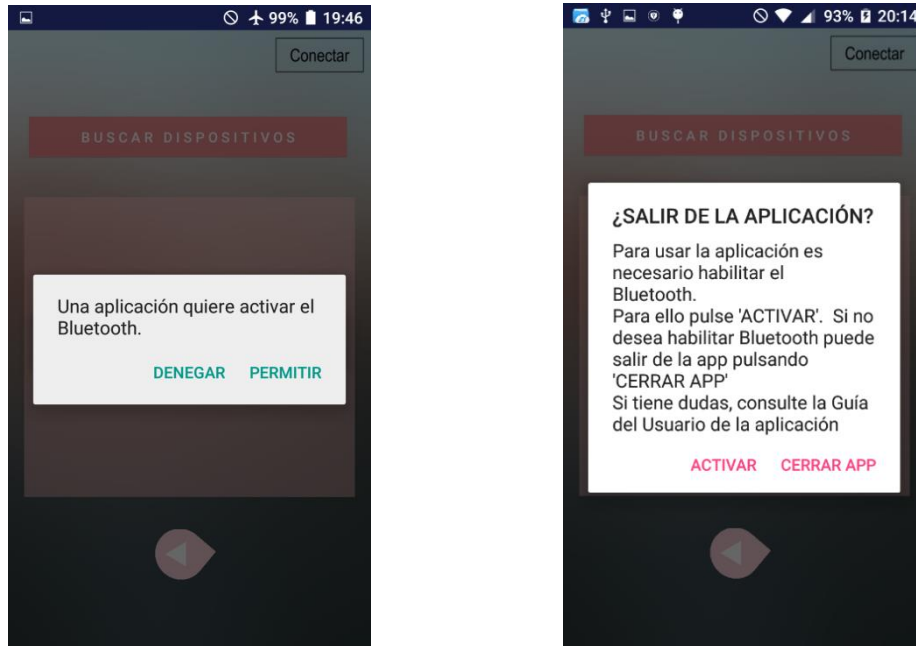 99% 19:46
Conectar
BUSCAR DISPOSITIVOS
Una aplicación quiere activar el
Bluetooth.
DENEGAR PERMITIR
93% 20:14
Conectar
BUSCAR DISPOSITIVOS
¿SALIR DE LA APLICACIÓN?
Para usar la aplicación es
necesario habilitar el
Bluetooth.
Para ello pulse 'ACTIVAR'. Si no
desea habilitar Bluetooth puede
salir de la app pulsando
'CERRAR APP'
Si tiene dudas, consulte la Guía
del Usuario de la aplicación
ACTIVAR CERRAR APP